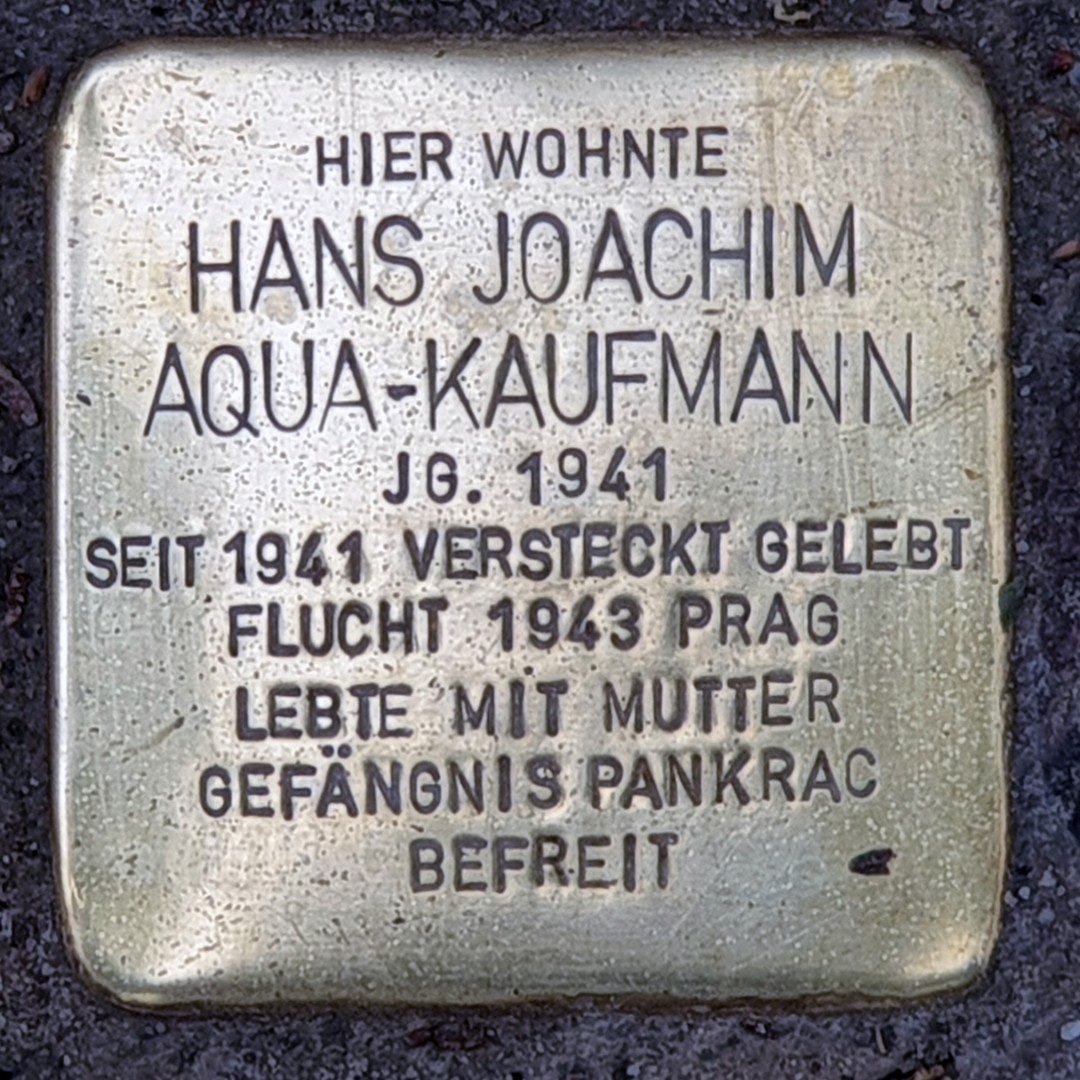 HIER WOHNTE
HANS JOACHIM
AQUA-KAUFMANN
JG. 1941
SEIT 1941 VERSTECKT GELEBT
FLUCHT 1943 PRAG
LEBTE MIT MUTTER
GEFÄNGNIS PANKRAC
BEFREIT